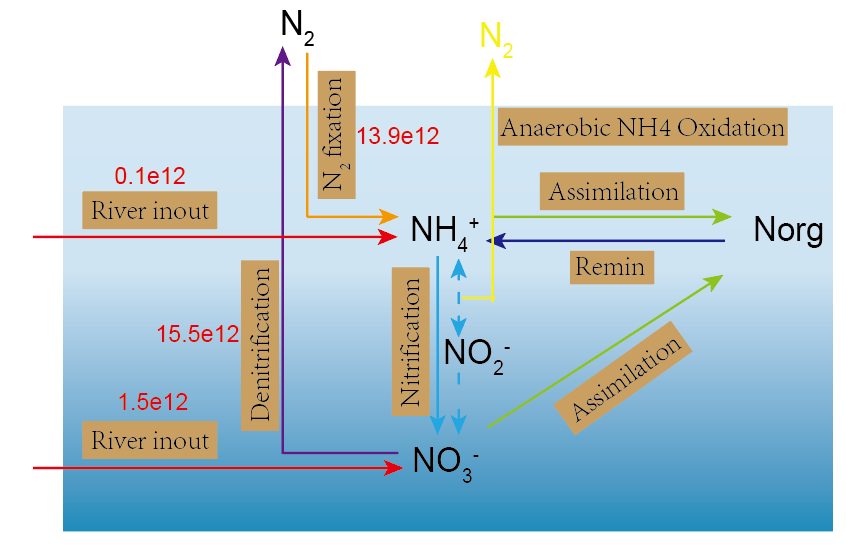 N₂
N₂
N₂ fixation
13.9e12
Anaerobic NH4 Oxidation
0.1e12
River inout
Assimilation
NH₄⁺
Norg
Remin
Denitrification
15.5e12
Nitrification
NO₂⁻
Assimilation
1.5e12
River inout
NO₃⁻